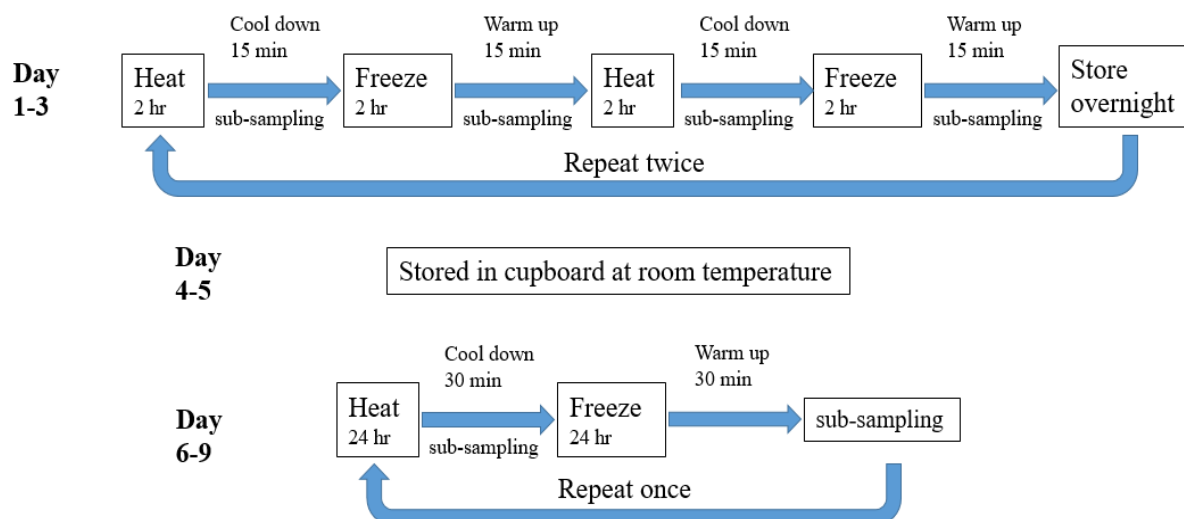 Cool down
15 min
Warm up
15 min
Cool down
15 min
Warm up
15 min
Day
1-3
Heat
2 hr
sub-sampling
Freeze
2 hr
sub-sampling
Heat
2 hr
sub-sampling
Freeze
2 hr
sub-sampling
Store
overnight
Repeat twice
Day
4-5
Stored in cupboard at room temperature
Cool down
30 min
Warm up
30 min
Day
6-9
Heat
24 hr
sub-sampling
Freeze
24 hr
sub-sampling
Repeat once